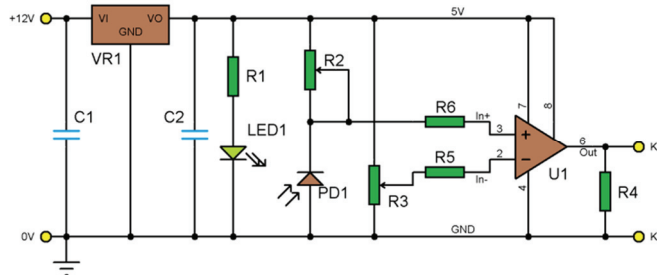 +12V
VI
VO
GND
VR1
5V
C1
C2
R1
LED1
R2
PD1
R3
R6
In+
3
R5
In-
2
7
8
4
6
Out
U1
R4
K
K
0V
GND